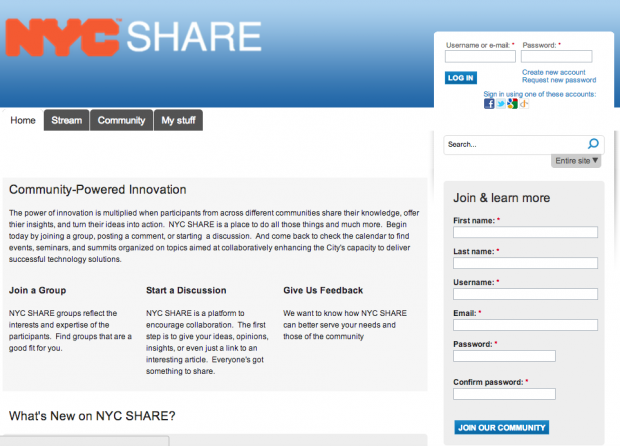 NYC SHARE
Username or e-mail: * Password: *
LOG IN
Create new account
Request new password
Sign in using one of these accounts:
Home Stream Community My stuff
Search...
Entire site ▼
Community-Powered Innovation
The power of innovation is multiplied when participants from across different communities share their knowledge, offer
thier insights, and turn their ideas into action. NYC SHARE is a place to do all those things and much more. Begin
today by joining a group, posting a comment, or starting a discussion. And come back to check the calendar to find
events, seminars, and summits organized on topics aimed at collaboratively enhancing the City's capacity to deliver
successful technology solutions.
Join a Group
NYC SHARE groups reflect the
interests and expertise of the
participants. Find groups that are a
good fit for you.
Start a Discussion
NYC SHARE is a platform to
encourage collaboration. The first
step is to give your ideas, opinions,
insights, or even just a link to an
interesting article. Everyone's got
something to share.
Give Us Feedback
We want to know how NYC SHARE
can better serve your needs and
those of the community
What's New on NYC SHARE?
Join & learn more
First name: *
Last name: *
Username: *
Email: *
Password: *
Confirm password: *
JOIN OUR COMMUNITY